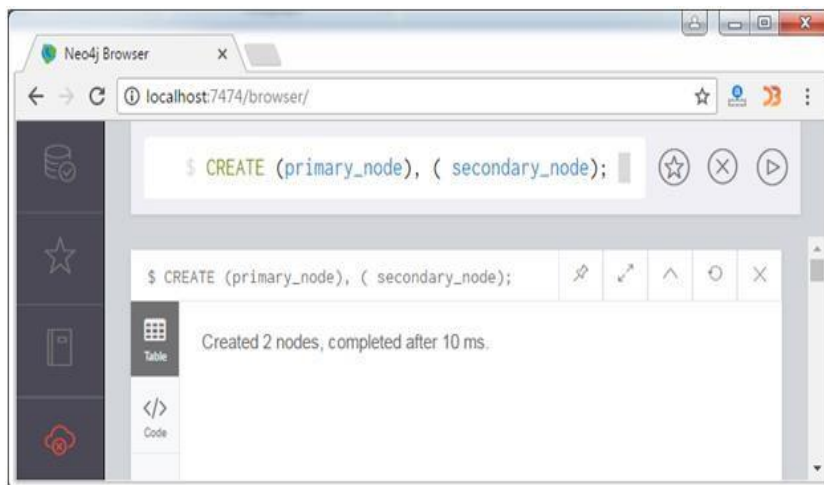 Neo4j Browser
localhost:7474/browser/
$ CREATE (primary_node), ( secondary_node);
$ CREATE (primary_node), ( secondary_node);
Table
Created 2 nodes, completed after 10 ms.
</> Code